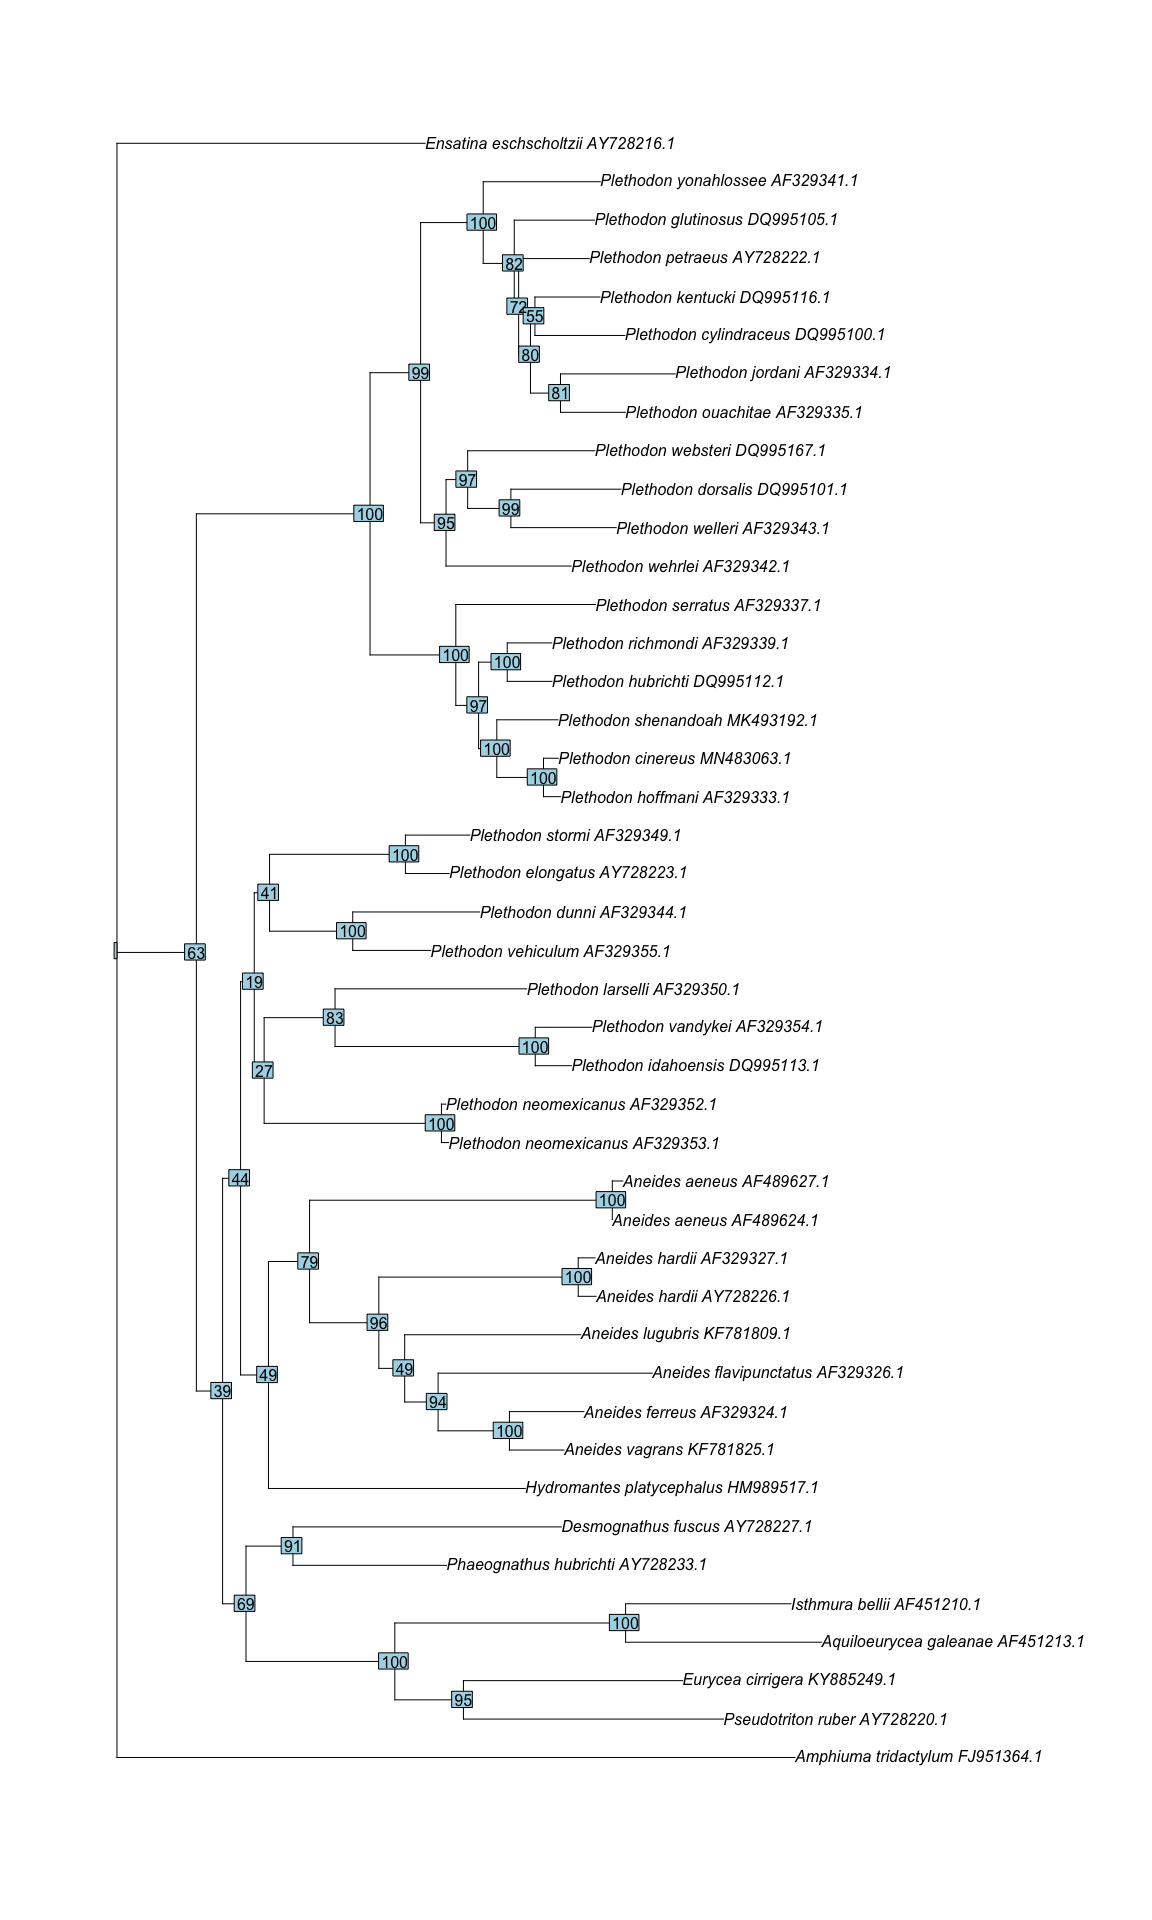 Ensatina eschscholtzii AY728216.1
Plethodon yonahlossee AF329341.1
100
Plethodon glutinosus DQ995105.1
Plethodon petraeus AY728222.1
82
Plethodon kentucki DQ995116.1
72
55
Plethodon cylindraceus DQ995100.1
80
Plethodon jordani AF329334.1
99
81
Plethodon ouachitae AF329335.1
Plethodon websteri DQ995167.1
97
Plethodon dorsalis DQ995101.1
99
100
95
Plethodon welleri AF329343.1
Plethodon wehrlei AF329342.1
Plethodon serratus AF329337.1
Plethodon richmondi AF329339.1
100
100
Plethodon hubrichti DQ995112.1
97
Plethodon shenandoah MK493192.1
100
Plethodon cinereus MN483063.1
100
Plethodon hoffmani AF329333.1
Plethodon stormi AF329349.1
100
Plethodon elongatus AY728223.1
41
Plethodon dunni AF329344.1
100
Plethodon vehiculum AF329355.1
63
19
Plethodon larselli AF329350.1
83
Plethodon vandykei AF329354.1
100
Plethodon idahoensis DQ995113.1
27
Plethodon neomexicanus AF329352.1
100
Plethodon neomexicanus AF329353.1
44
Aneides aeneus AF489627.1
100
Aneides aeneus AF489624.1
79
Aneides hardii AF329327.1
100
Aneides hardii AY728226.1
96
Aneides lugubris KF781809.1
49
49
Aneides flavipunctatus AF329326.1
39
94
Aneides ferreus AF329324.1
100
Aneides vagrans KF781825.1
Hydromantes platycephalus HM989517.1
Desmognathus fuscus AY728227.1
91
Phaeognathus hubrichti AY728233.1
69
Isthmura bellii AF451210.1
100
Aquiloeurycea galeanae AF451213.1
100
Eurycea cirrigera KY885249.1
95
Pseudotriton ruber AY728220.1
Amphiuma tridactylum FJ951364.1